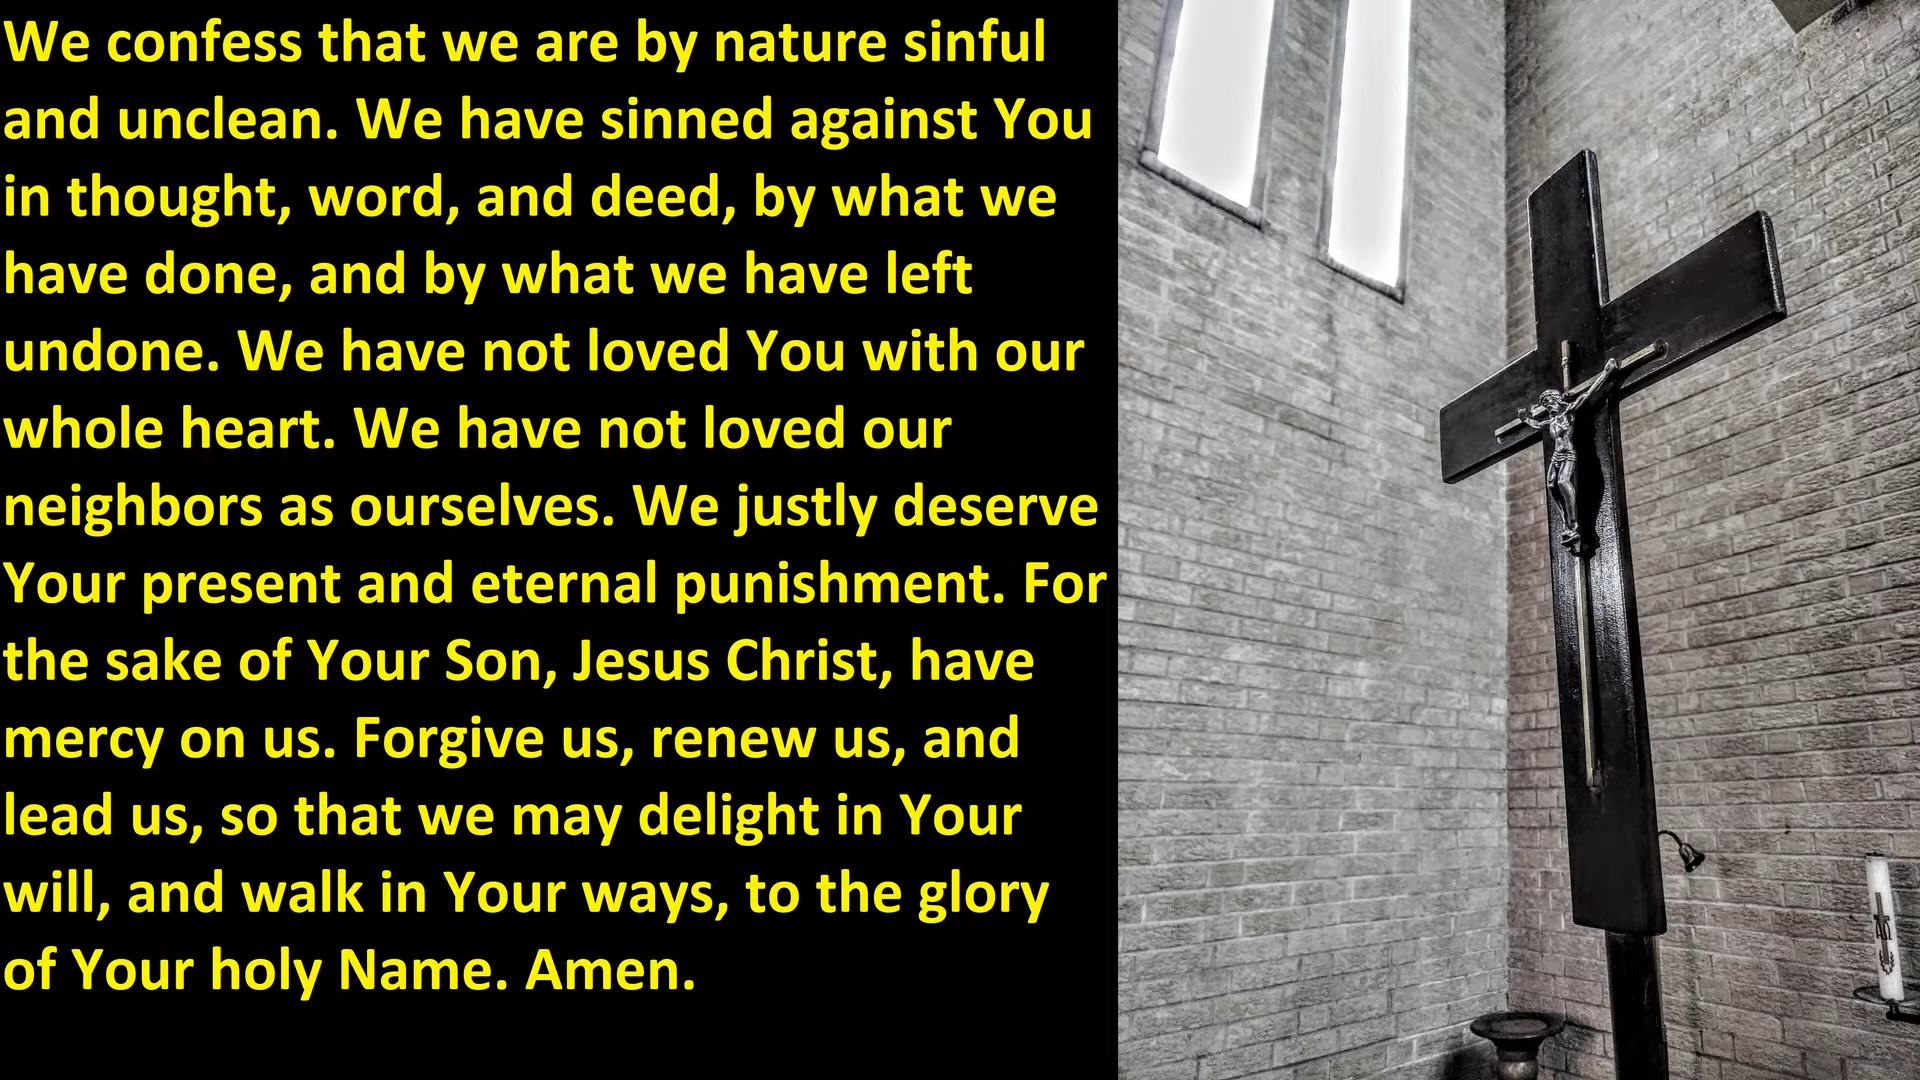 We confess that we are by nature sinful
and unclean. We have sinned against You
in thought, word, and deed, by what we
have done, and by what we have left
undone. We have not loved You with our
whole heart. We have not loved our
neighbors as ourselves. We justly deserve
Your present and eternal punishment. For
the sake of Your Son, Jesus Christ, have
mercy on us. Forgive us, renew us, and
lead us, so that we may delight in Your
will, and walk in Your ways, to the glory
of Your holy Name. Amen.